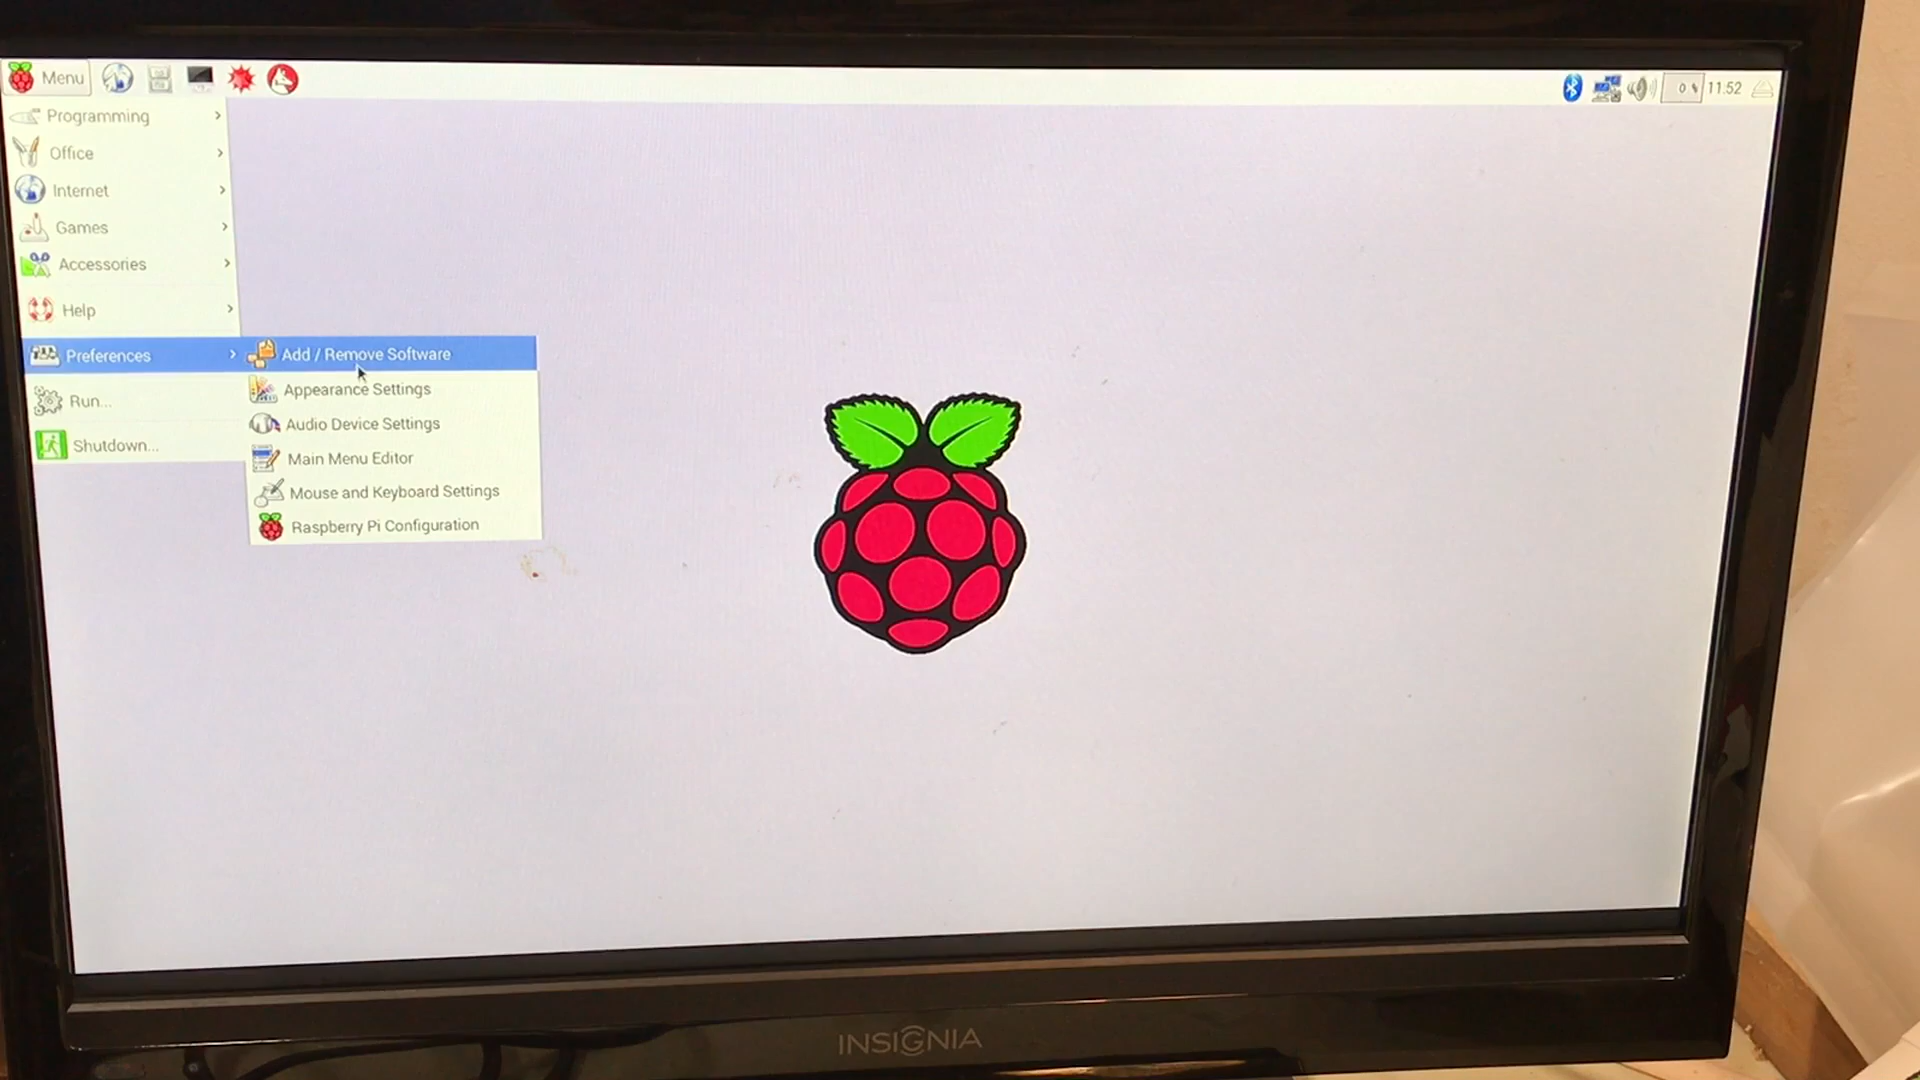 Menu
0 %
11:52
Programming
Office
Internet
Games
Accessories
Help
Preferences
Run...
Shutdown...
Add / Remove Software
Appearance Settings
Audio Device Settings
Main Menu Editor
Mouse and Keyboard Settings
Raspberry Pi Configuration
INSIGNIA